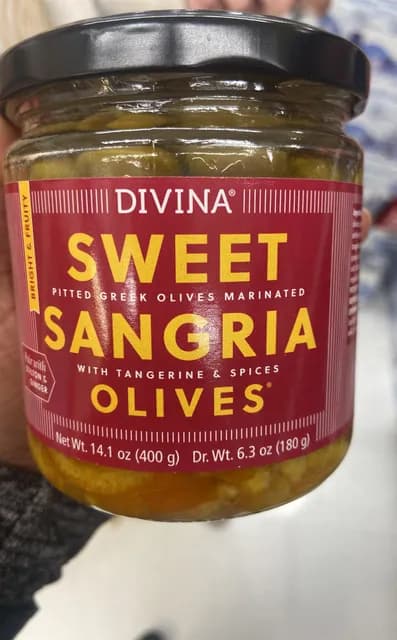 DIVINA®
SWEET
PITTED GREEK OLIVES MARINATED
SANGRIA
WITH TANGERINE & SPICES
OLIVES®
Net Wt. 14.1 oz (400 g) Dr. Wt. 6.3 oz (180 g)
BRIGHT & FRUITY
GINGER